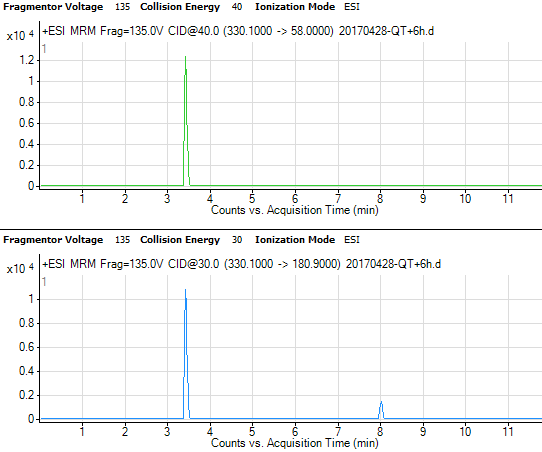 Fragmentor Voltage 135 Collision Energy 40 Ionization Mode ESI
x10 4 +ESI MRM Frag=135.0V CID@40.0 (330.1000 -> 58.0000) 20170428-QT+6h.d
1
1.2
1
0.8
0.6
0.4
0.2
0
1 2 3 4 5 6 7 8 9 10 11
Counts vs. Acquisition Time (min)
Fragmentor Voltage 135 Collision Energy 30 Ionization Mode ESI
x10 4 +ESI MRM Frag=135.0V CID@30.0 (330.1000 -> 180.9000) 20170428-QT+6h.d
1
1
0.8
0.6
0.4
0.2
0
1 2 3 4 5 6 7 8 9 10 11
Counts vs. Acquisition Time (min)